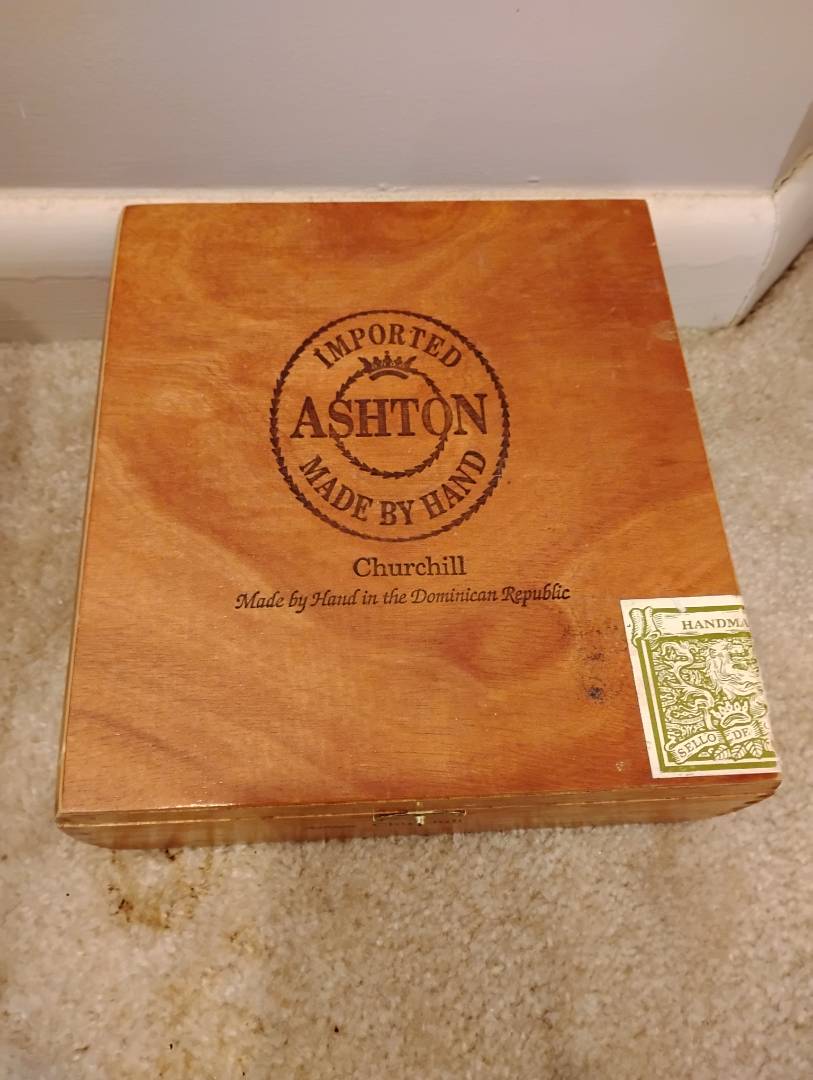 IMPORTED
ASHTON
MADE BY HAND
Churchill
Made by Hand in the Dominican Republic
HANDMA
SELLO DE